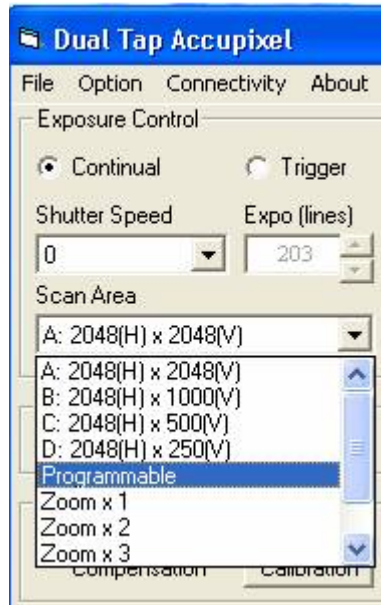 Dual Tap Accupixel
File Option Connectivity About
Exposure Control
Continual Trigger
Shutter Speed Expo (lines)
0 203
Scan Area
A: 2048(H) x 2048(V)
A: 2048(H) x 2048(V)
B: 2048(H) x 1000(V)
C: 2048(H) x 500(V)
D: 2048(H) x 250(V)
Programmable
Zoom x 1
Zoom x 2
Zoom x 3
Compensation Calibration